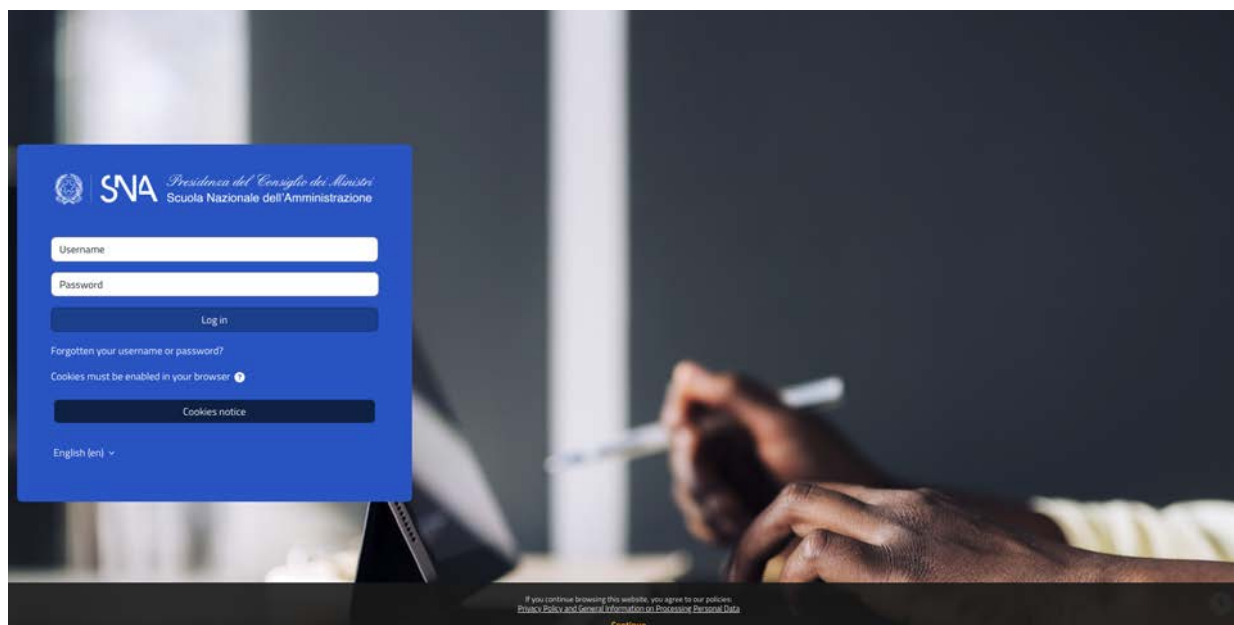 SNA
Presidenza del Consiglio dei Ministri
Scuola Nazionale dell'Amministrazione
Username
Password
Log in
Forgotten your username or password?
Cookies must be enabled in your browser ?
Cookies notice
English (en)
If you continue browsing this website, you agree to our policies:
Privacy Policy and General Information on Processing Personal Data
Continue